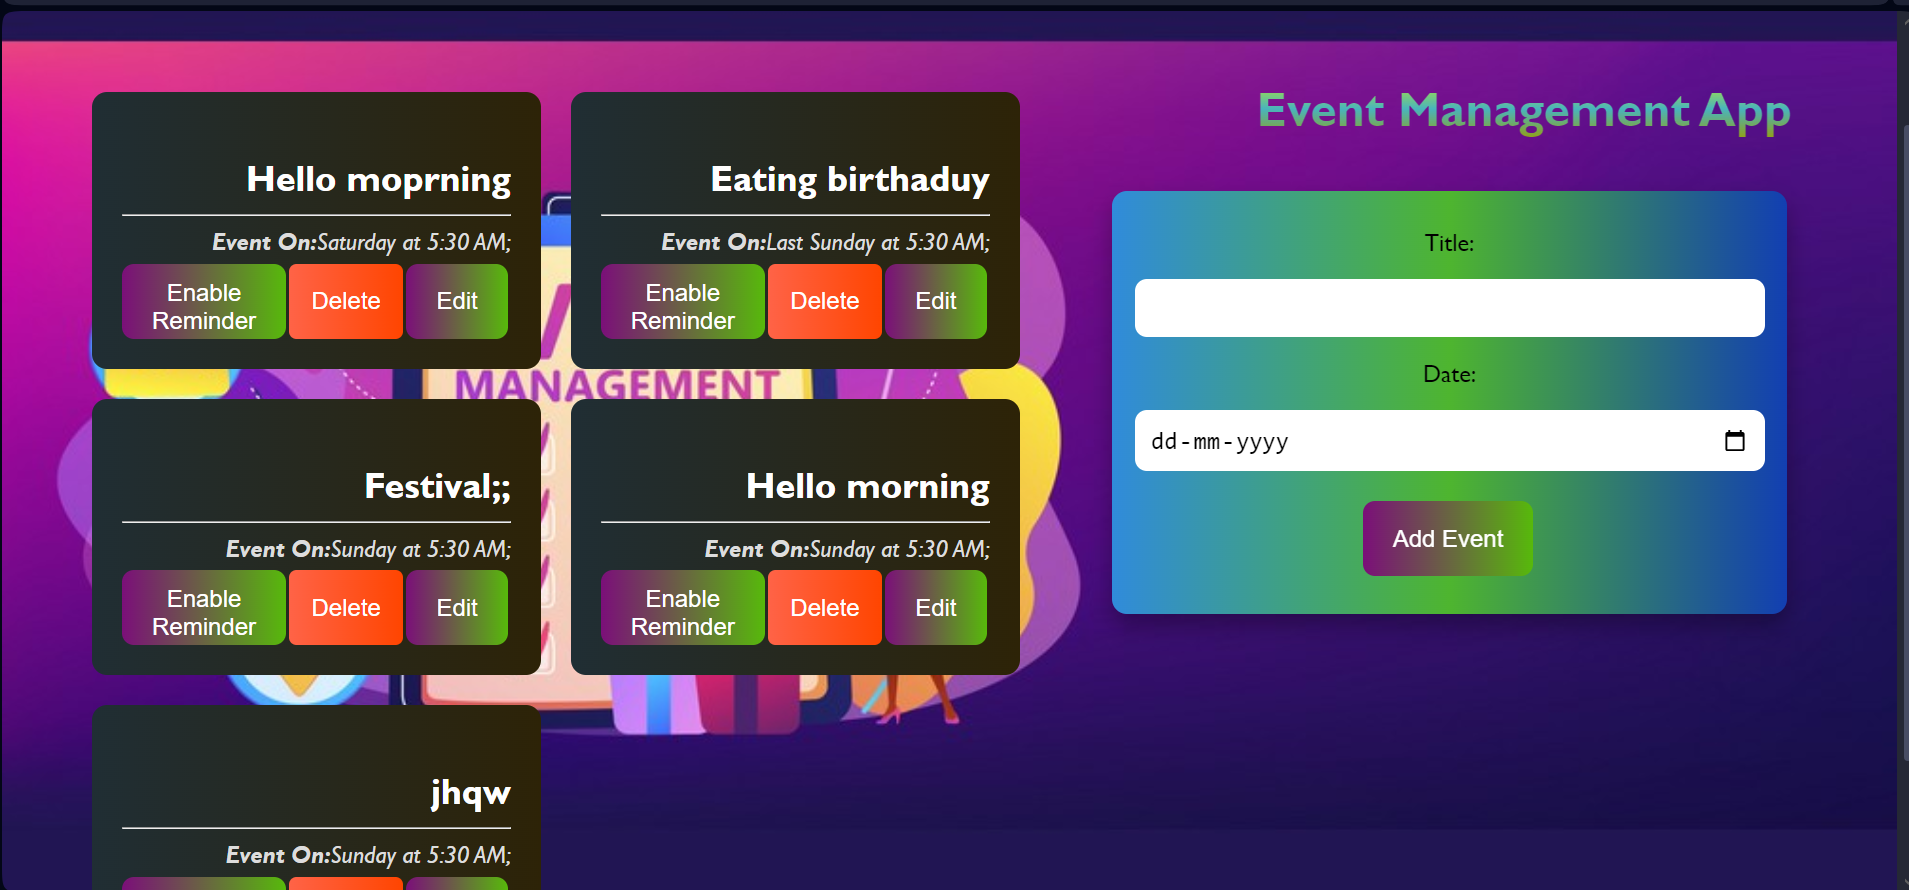 Event Management App
Hello moprning
Event On:Saturday at 5:30 AM;
Enable
Reminder
Delete
Edit
Eating birthaduy
Event On:Last Sunday at 5:30 AM;
Enable
Reminder
Delete
Edit
MANAGEMENT
Festival;;
Event On:Sunday at 5:30 AM;
Enable
Reminder
Delete
Edit
Hello morning
Event On:Sunday at 5:30 AM;
Enable
Reminder
Delete
Edit
jhqw
Event On:Sunday at 5:30 AM;
Title:
Date:
dd-mm-yyyy
Add Event